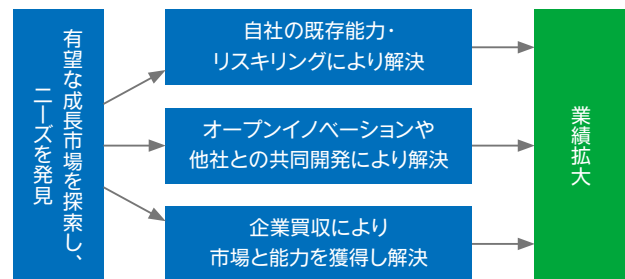 有望な成長市場を探索し、
ニーズを発見
自社の既存能力・
リスキリングにより解決
オープンイノベーションや
他社との共同開発により解決
企業買収により
市場と能力を獲得し解決
業績拡大